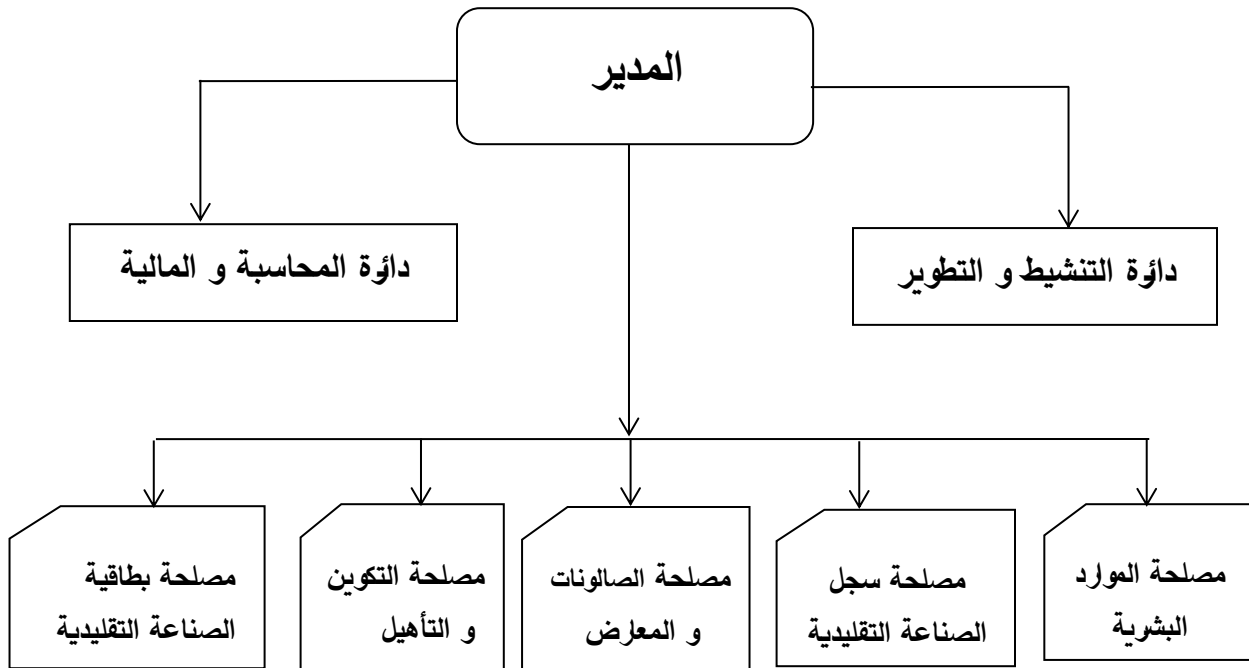 المدير
دائرة التنشيط و التطوير
دائرة المحاسبة و المالية
مصلحة الموارد
البشرية
مصلحة سجل
الصناعة التقليدية
مصلحة الصالونات
و المعارض
مصلحة التكوين
و التأهيل
مصلحة بطاقية
الصناعة التقليدية